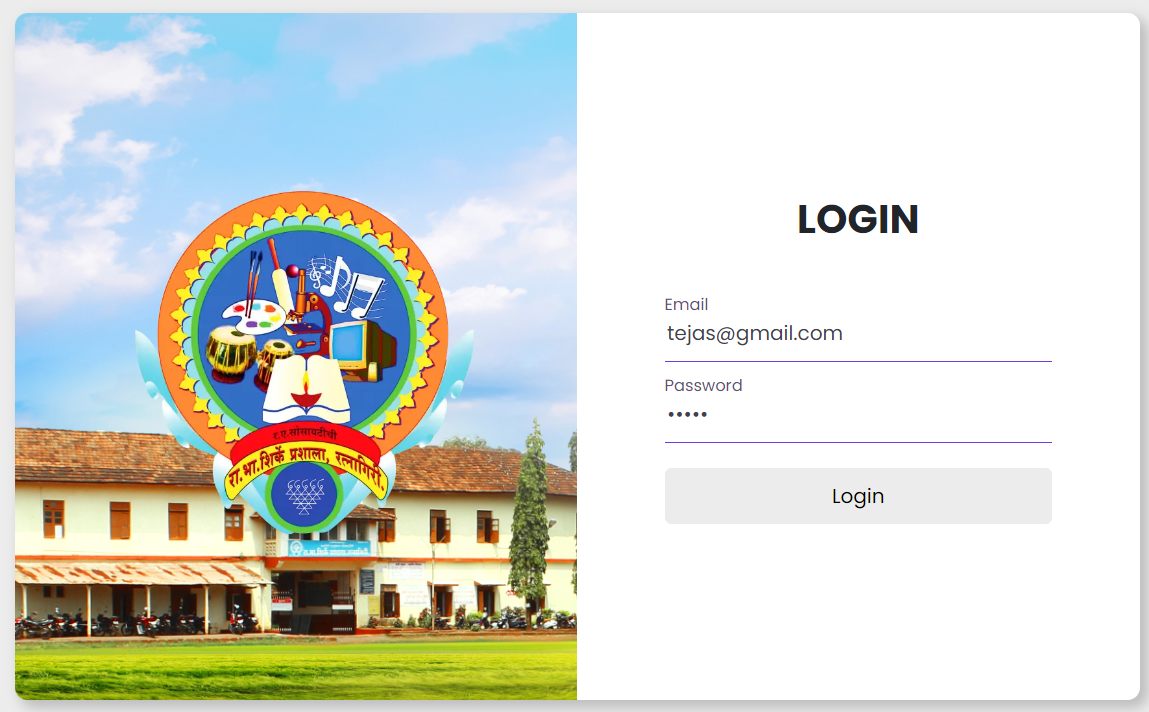 र.ए.सोसायटीची
रा.भा.शिर्के प्रशाला, रत्नागिरी.
LOGIN
Email
tejas@gmail.com
Password
•••••
Login